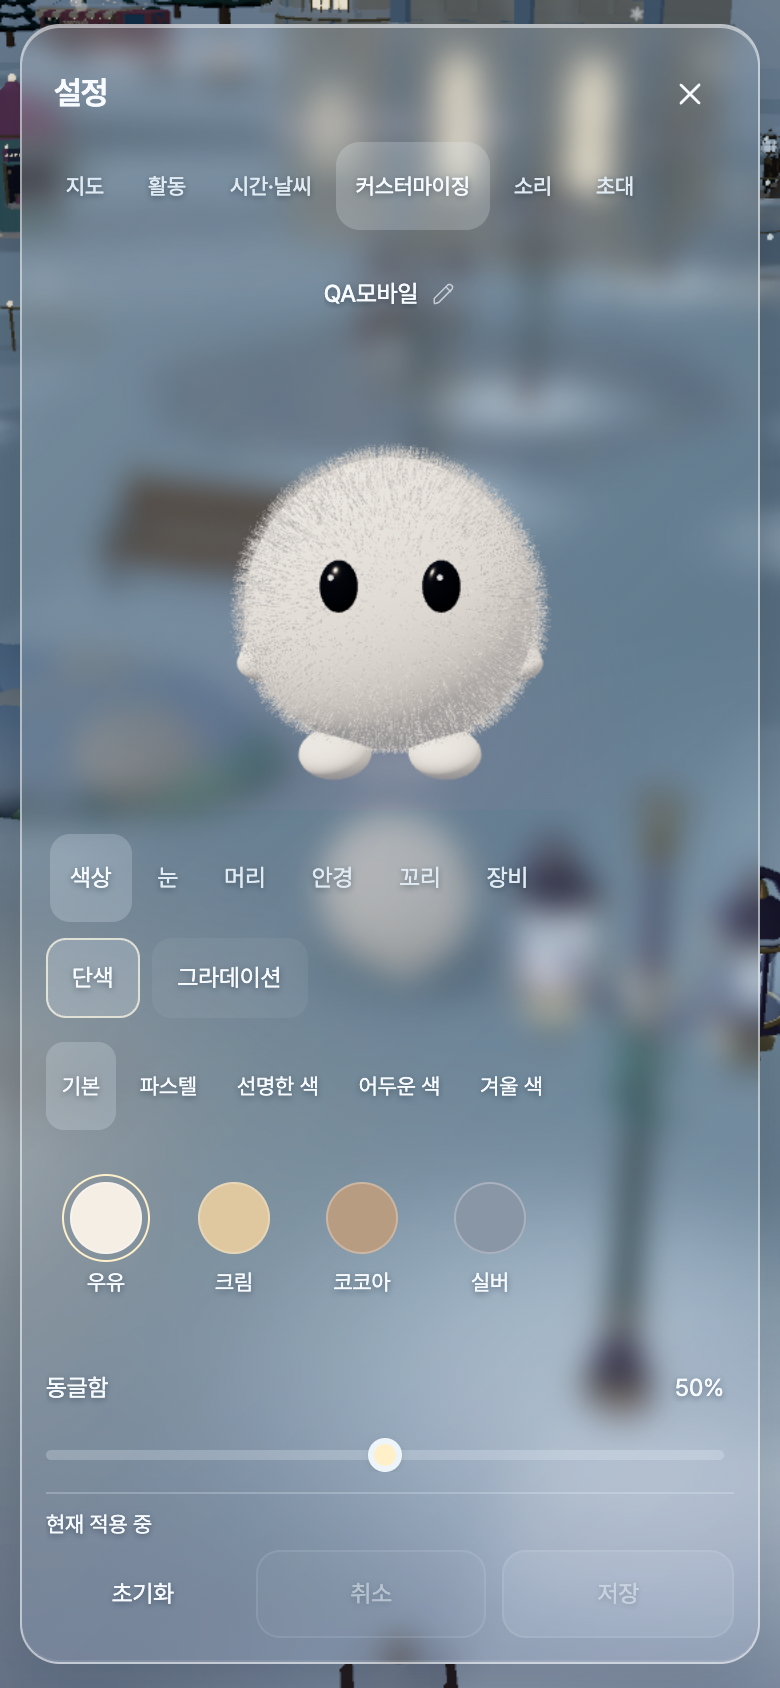 설정
지도 활동 시간·날씨 커스터마이징 소리 초대
QA모바일
색상 눈 머리 안경 꼬리 장비
단색 그라데이션
기본 파스텔 선명한 색 어두운 색 겨울 색
우유 크림 코코아 실버
동글함 50%
현재 적용 중
초기화 취소 저장